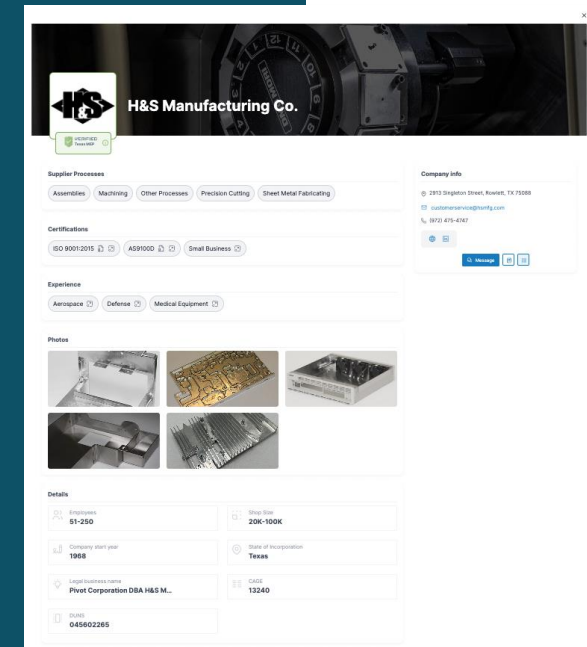 H&S
H&S Manufacturing Co.
VERIFIED
Texas MEP
Supplier Processes
Assemblies Machining Other Processes Precision Cutting Sheet Metal Fabricating
Certifications
ISO 9001:2015 AS9100D Small Business
Experience
Aerospace Defense Medical Equipment
Photos
Details
Employees
51-250
Shop Size
20K-100K
Company start year
1968
State of Incorporation
Texas
Legal business name
Pivot Corporation DBA H&S M...
CAGE
13240
DUNS
045602265
Company info
2913 Singleton Street, Rowlett, TX 75088
customerservice@hsmfg.com
(972) 475-4747
Message